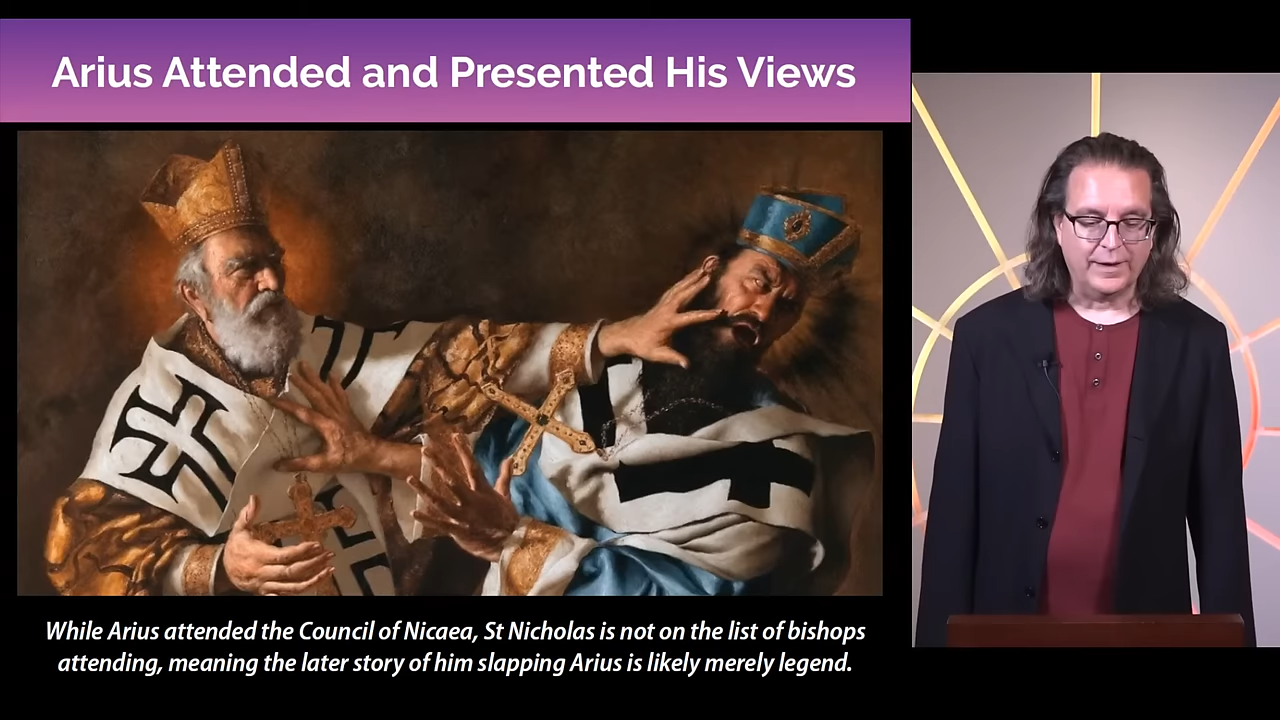 Arius Attended and Presented His Views
While Arius attended the Council of Nicaea, St Nicholas is not on the list of bishops
attending, meaning the later story of him slapping Arius is likely merely legend.